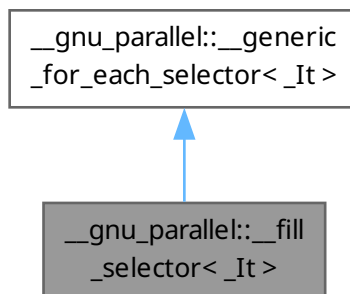 __gnu_parallel::__generic
_for_each_selector< _It >
__gnu_parallel::__fill
_selector< _It >